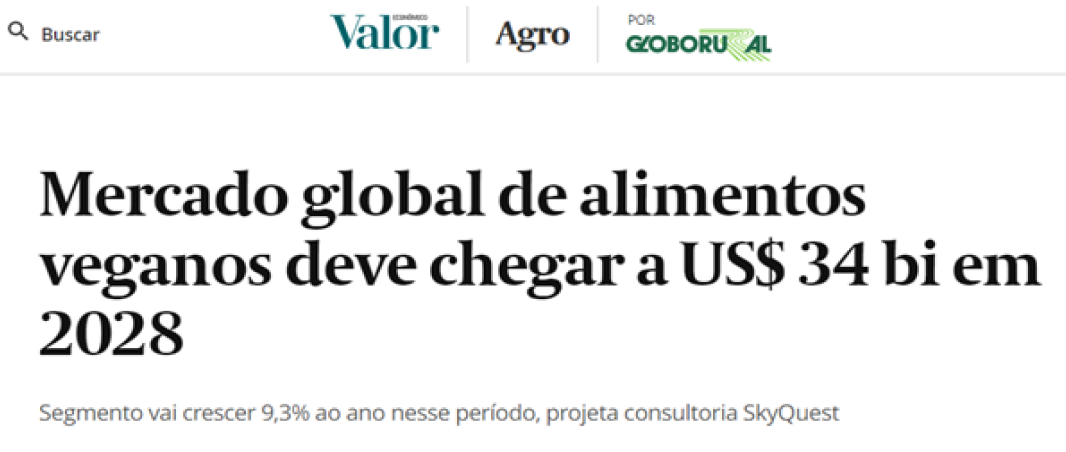 Buscar
Valor ECONÔMICO
Agro
POR
GLOBORURAL
Mercado global de alimentos
veganos deve chegar a US$ 34 bi em
2028
Segmento vai crescer 9,3% ao ano nesse período, projeta consultoria SkyQuest